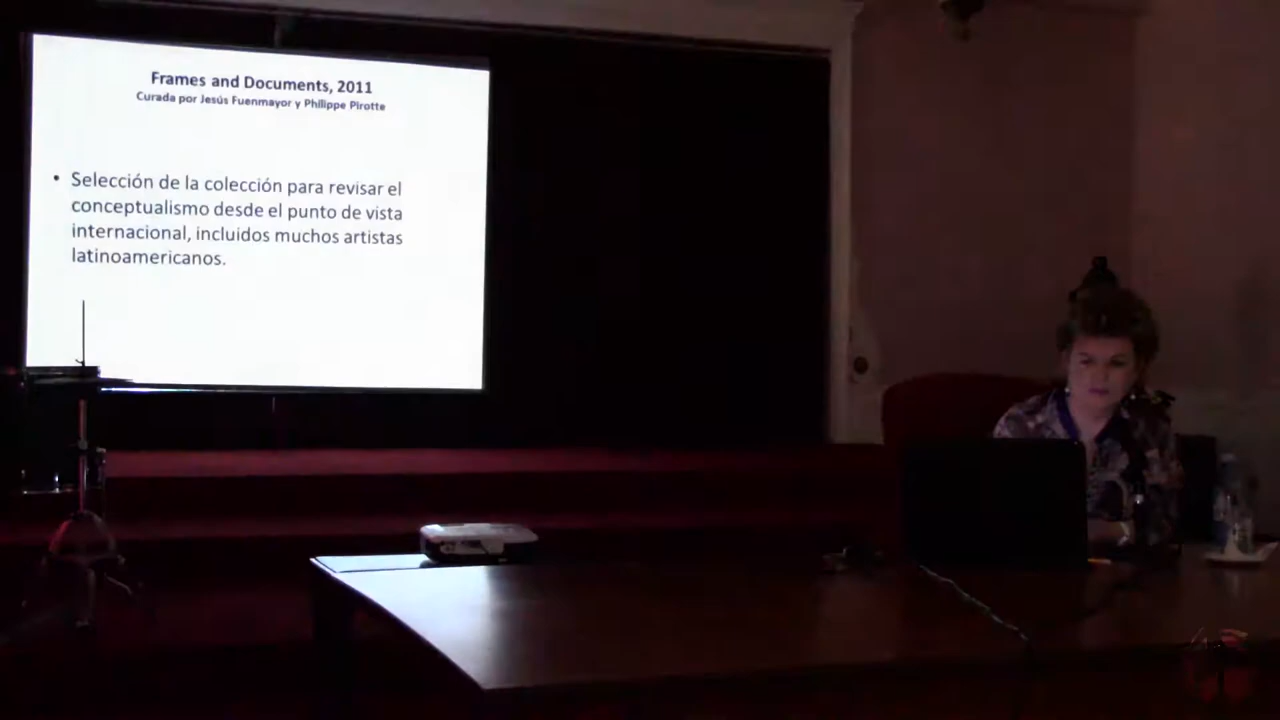 Frames and Documents, 2011
Curada por Jesús Fuenmayor y Philippe Pirotte
• Selección de la colección para revisar el
conceptualismo desde el punto de vista
internacional, incluidos muchos artistas
latinoamericanos.